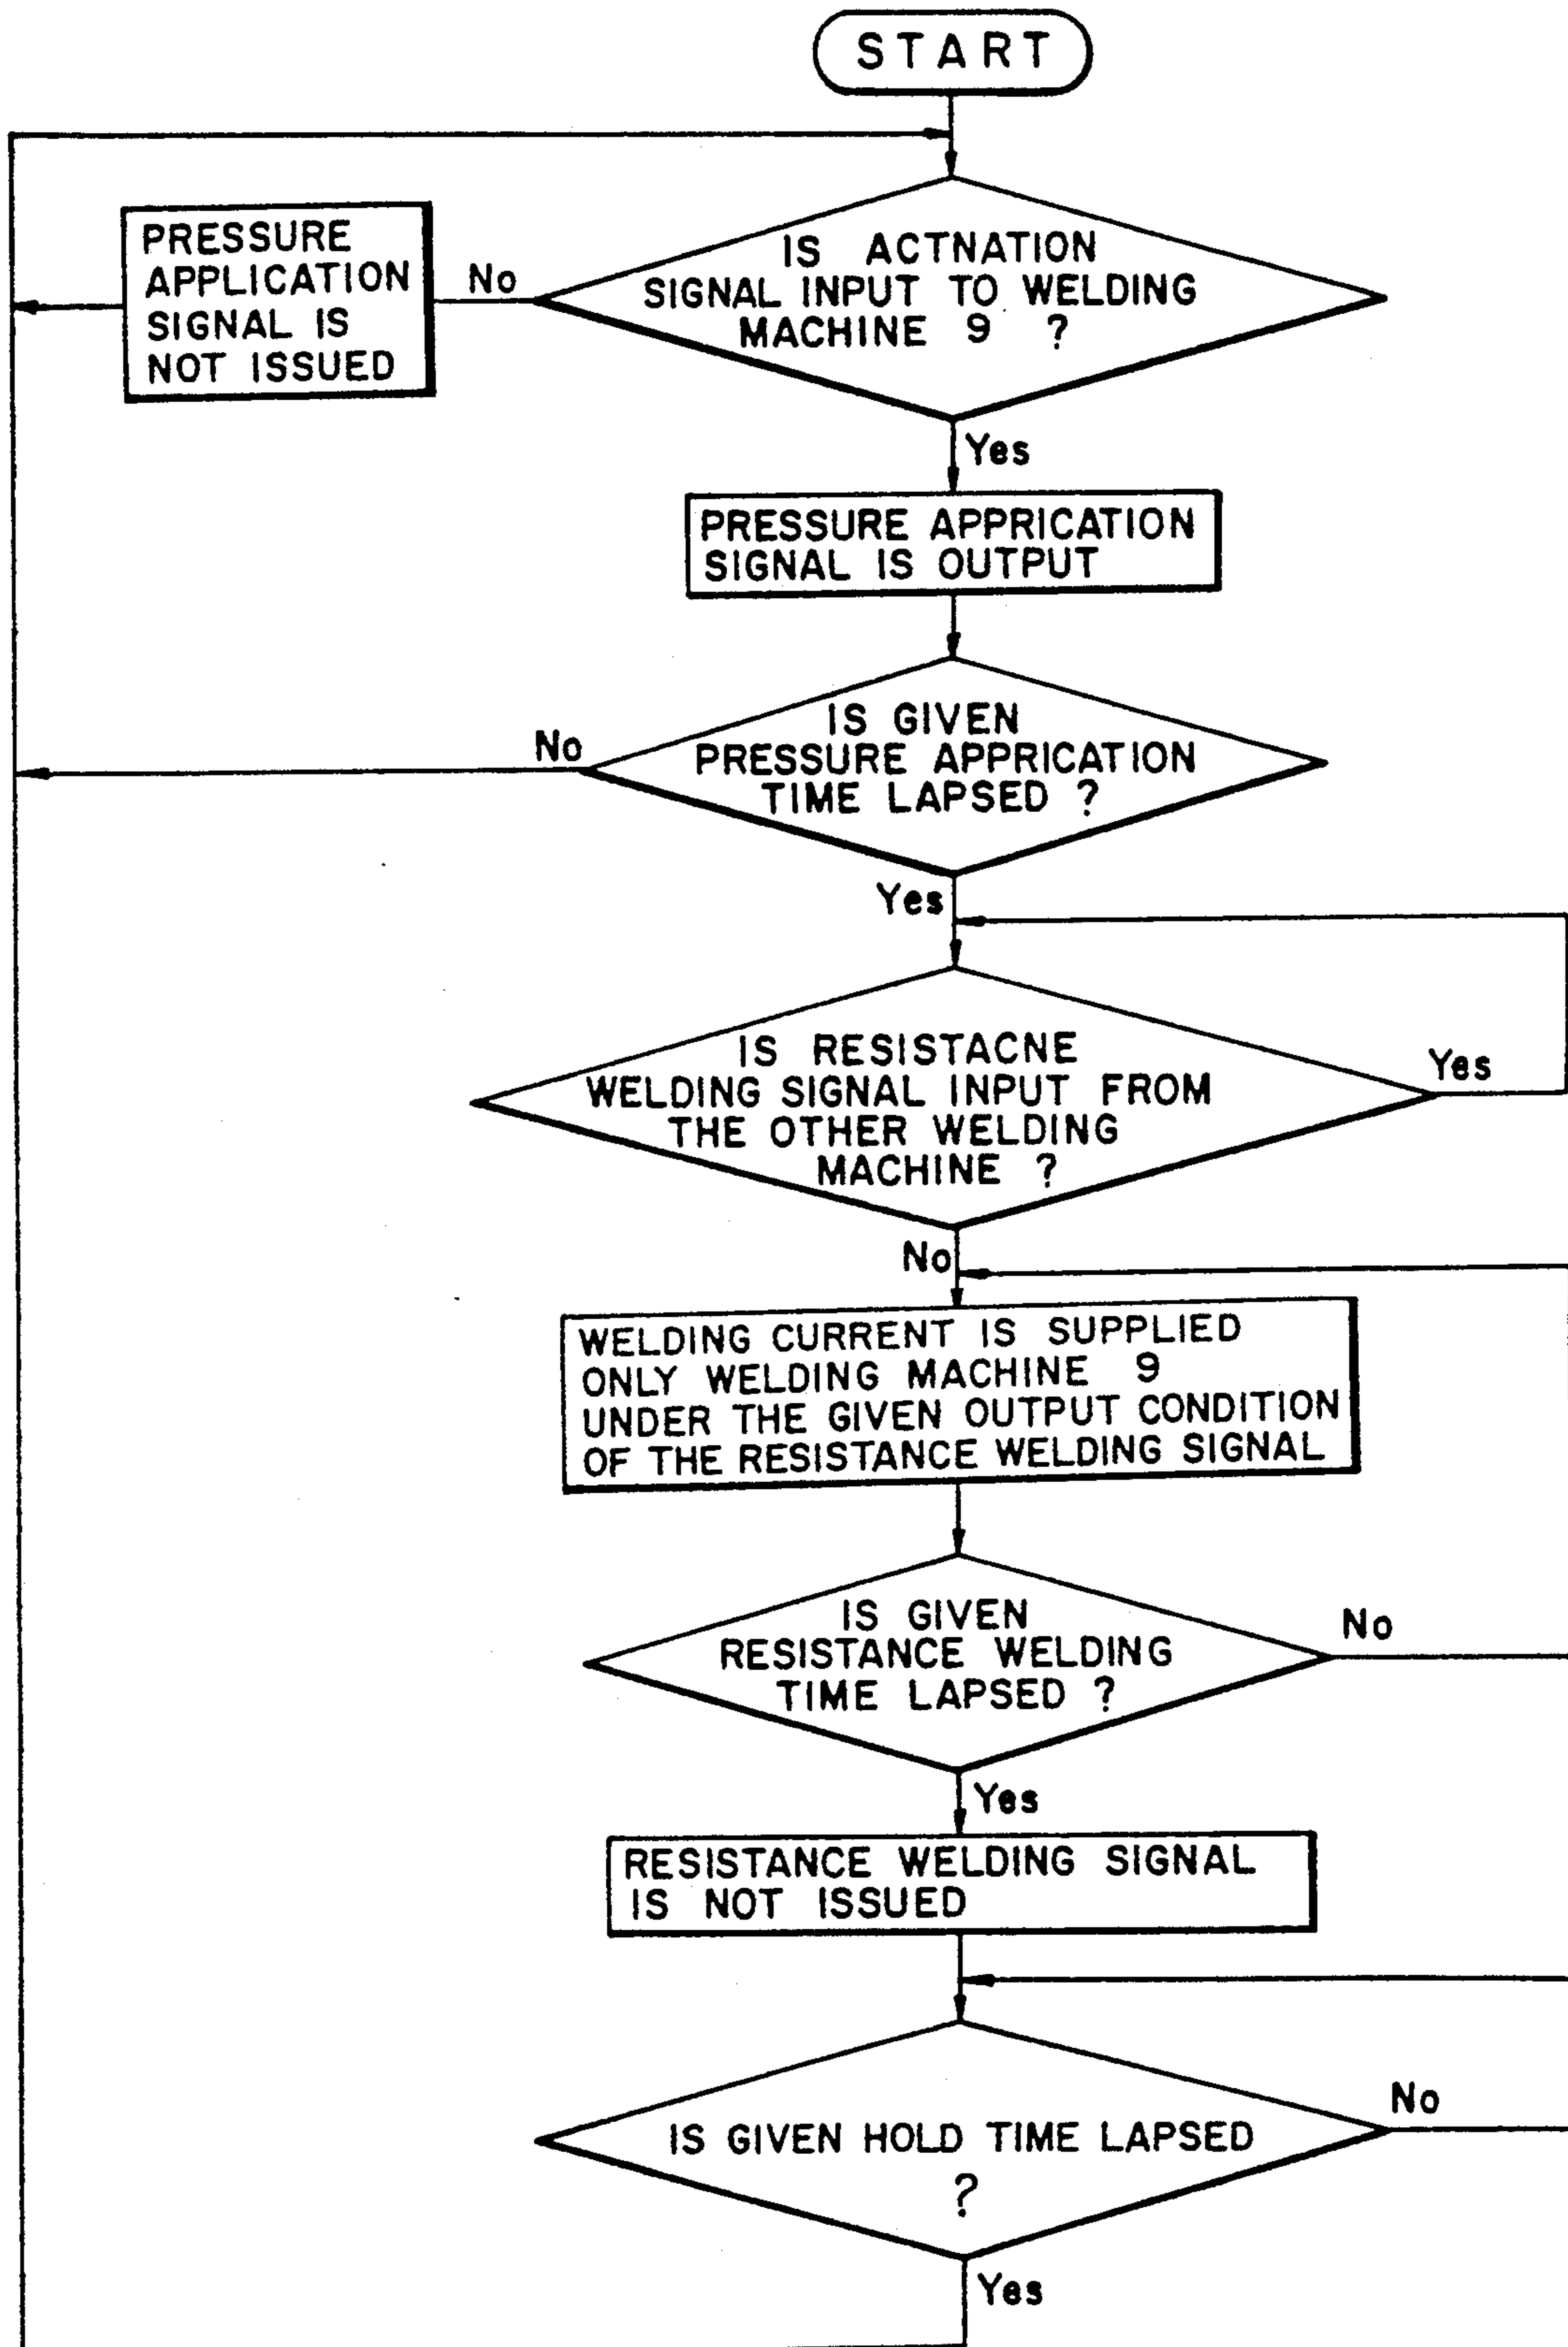 START
PRESSURE
APPLICATION
SIGNAL IS
NOT ISSUED
No
IS ACTNATION
SIGNAL INPUT TO WELDING
MACHINE 9 ?
Yes
PRESSURE APPRICATION
SIGNAL IS OUTPUT
No
IS GIVEN
PRESSURE APPRICATION
TIME LAPSED ?
Yes
IS RESISTACNE
WELDING SIGNAL INPUT FROM
THE OTHER WELDING
MACHINE ?
Yes
No
WELDING CURRENT IS SUPPLIED
ONLY WELDING MACHINE 9
UNDER THE GIVEN OUTPUT CONDITION
OF THE RESISTANCE WELDING SIGNAL
IS GIVEN
RESISTANCE WELDING
TIME LAPSED ?
No
Yes
RESISTANCE WELDING SIGNAL
IS NOT ISSUED
IS GIVEN HOLD TIME LAPSED
?
No
Yes